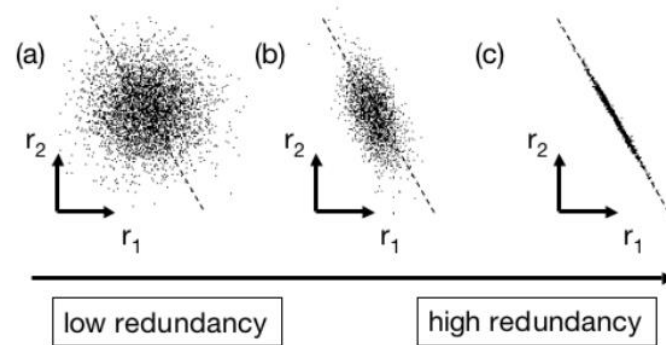 (a)
r2
r1
(b)
r2
r1
(c)
r2
r1
low redundancy
high redundancy